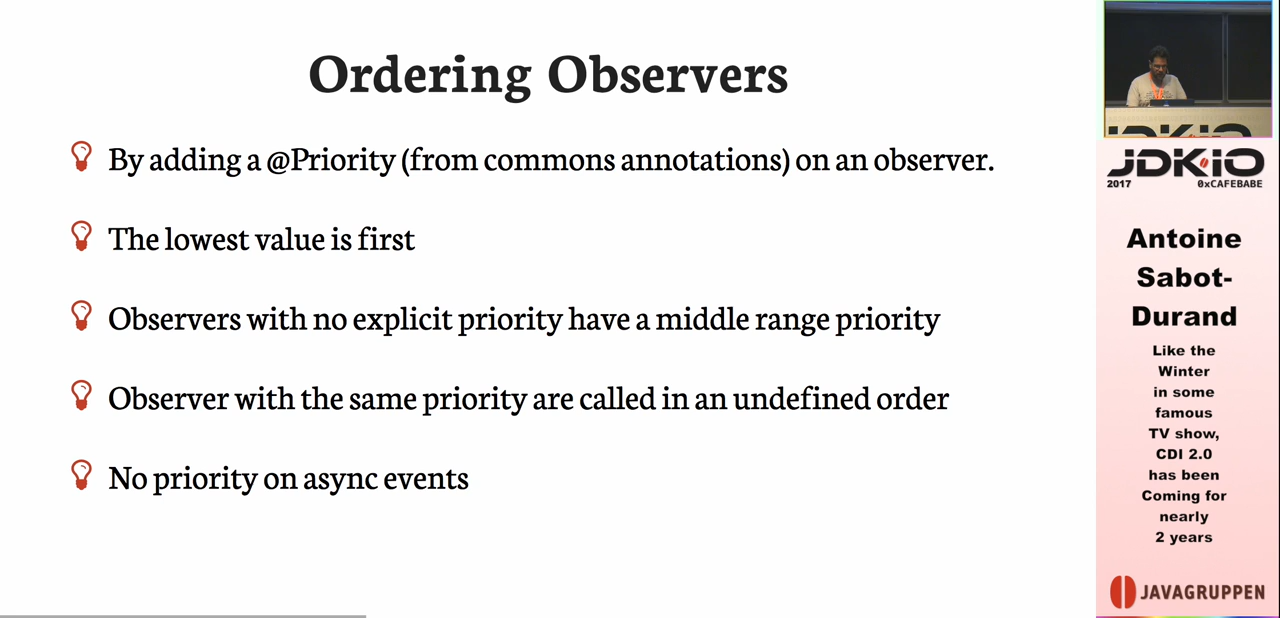 Ordering Observers
By adding a @Priority (from commons annotations) on an observer.
The lowest value is first
Observers with no explicit priority have a middle range priority
Observer with the same priority are called in an undefined order
No priority on async events
JDKIO
JDKIO
2017 0xCAFEBABE
Antoine
Sabot-
Durand
Like the
Winter
in some
famous
TV show,
CDI 2.0
has been
Coming for
nearly
2 years
JAVAGRUPPEN